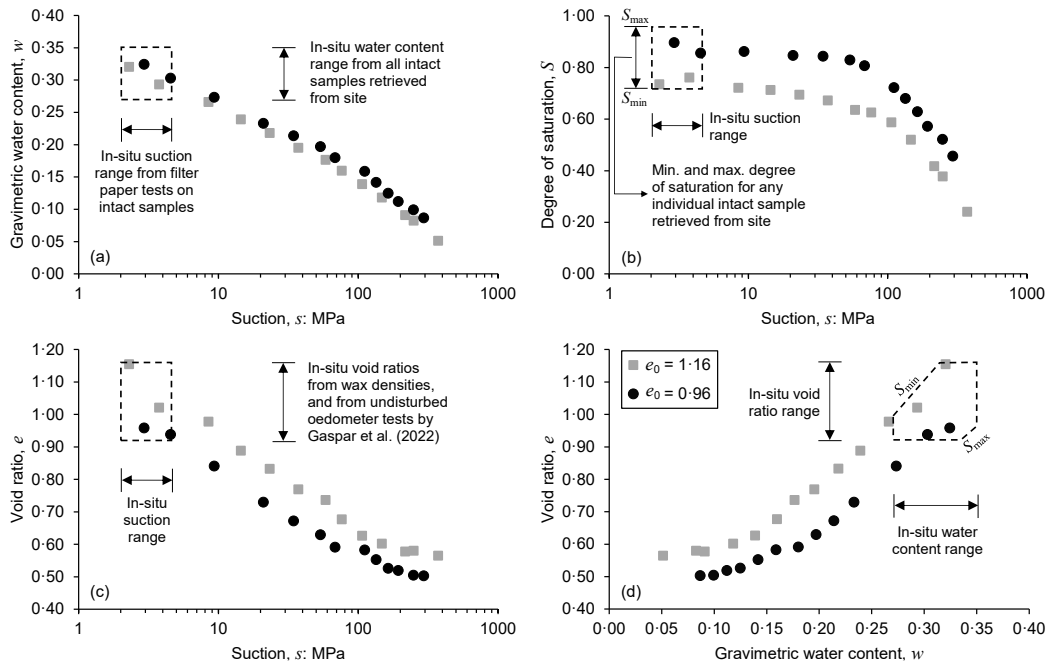 Gravimetric water content, w
0·40
0·35
0·30
0·25
0·20
0·15
0·10
0·05
0·00
In-situ water content
range from all intact
samples retrieved
from site
In-situ suction
range from filter
paper tests on
intact samples
(a)
1
10
100
1000
Suction, s: MPa
Degree of saturation, S
1·00
0·80
0·60
0·40
0·20
0·00
Smax
Smin
In-situ suction
range
Min. and max. degree
of saturation for any
individual intact sample
retrieved from site
(b)
1
10
100
1000
Suction, s: MPa
Void ratio, e
1·20
1·10
1·00
0·90
0·80
0·70
0·60
0·50
0·40
In-situ void ratios
from wax densities,
and from undisturbed
oedometer tests by
Gaspar et al. (2022)
In-situ
suction
range
(c)
1
10
100
1000
Suction, s: MPa
Void ratio, e
1·20
1·10
1·00
0·90
0·80
0·70
0·60
0·50
0·40
e0 = 1·16
e0 = 0·96
In-situ void
ratio range
Smin
Smax
In-situ water
content range
(d)
0·00
0·05
0·10
0·15
0·20
0·25
0·30
0·35
0·40
Gravimetric water content, w